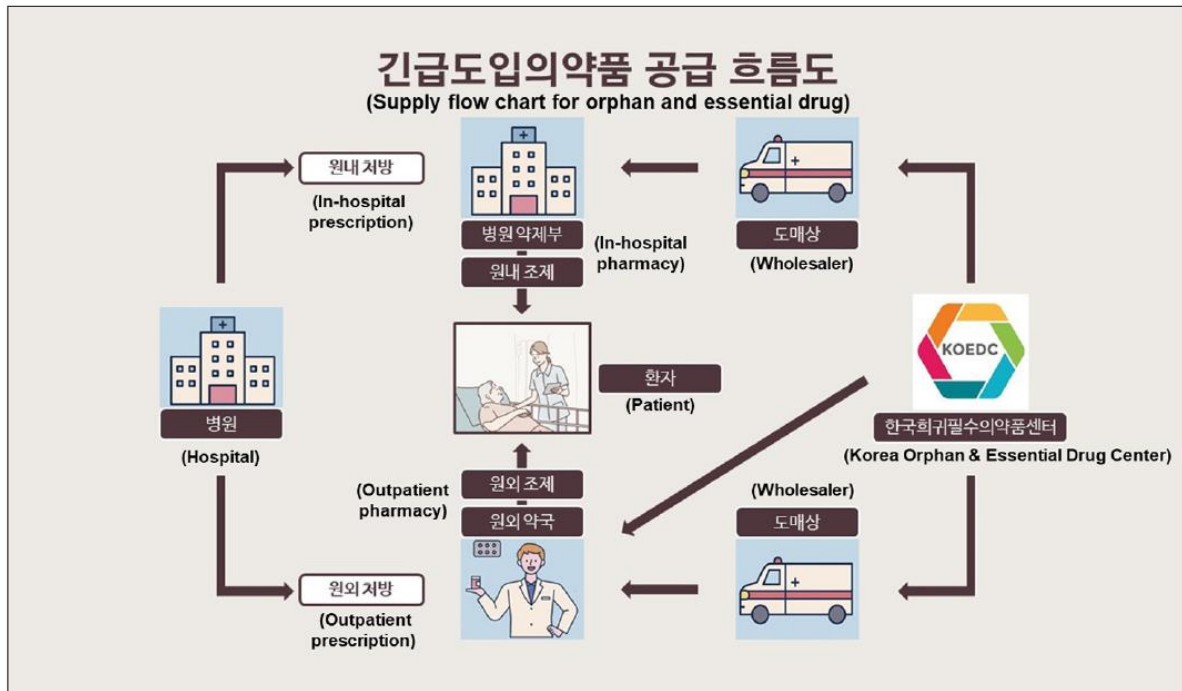 긴급도입의약품 공급 흐름도
(Supply flow chart for orphan and essential drug)
원내 처방
(In-hospital
prescription)
병원 약제부
(In-hospital
pharmacy)
원내 조제
도매상
(Wholesaler)
병원
(Hospital)
환자
(Patient)
KOEDC
한국희귀필수의약품센터
(Korea Orphan & Essential Drug Center)
(Outpatient
pharmacy)
원외 조제
원외 약국
(Wholesaler)
도매상
원외 처방
(Outpatient
prescription)